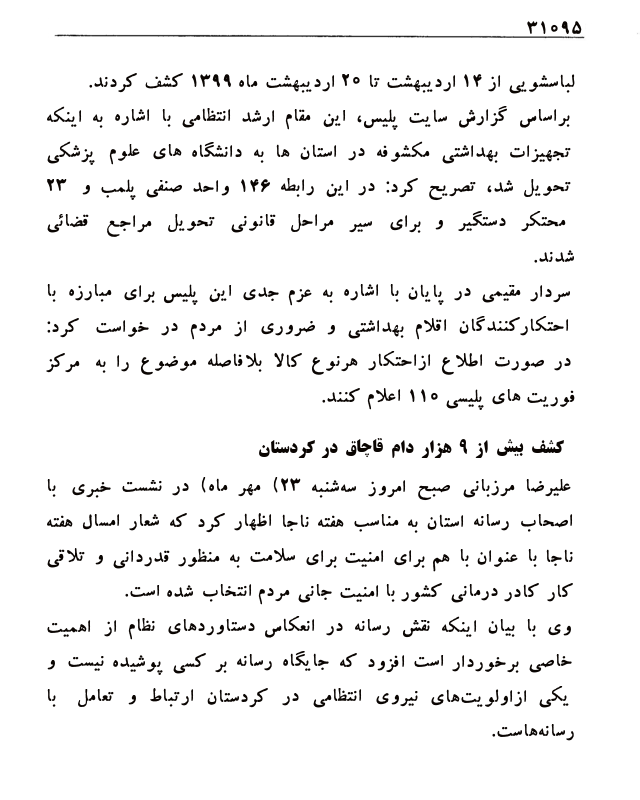 ۳۱۰۹۵
لباسشویی از ۱۴ اردیبهشت تا ۲۰ اردیبهشت ماه ۱۳۹۹ کشف کردند.
براساس گزارش سایت پلیس، این مقام ارشد انتظامی با اشاره به اینکه
تجهیزات بهداشتی مکشوفه در استان ها به دانشگاه های علوم پزشکی
تحویل شد، تصریح کرد: در این رابطه ۱۴۶ واحد صنفی پلمب و ۲۳
محتکر دستگیر و برای سیر مراحل قانونی تحویل مراجع قضائی
شدند.
سردار مقیمی در پایان با اشاره به عزم جدی این پلیس برای مبارزه با
احتکارکنندگان اقلام بهداشتی و ضروری از مردم در خواست کرد:
در صورت اطلاع ازاحتکار هرنوع کالا بلافاصله موضوع را به مرکز
فوریت های پلیسی ۱۱۰ اعلام کنند.
کشف بیش از ۹ هزار دام قاچاق در کردستان
علیرضا مرزبانی صبح امروز سه‌شنبه ۲۳) مهر ماه) در نشست خبری با
اصحاب رسانه استان به مناسب هفته ناجا اظهار کرد که شعار امسال هفته
ناجا با عنوان با هم برای امنیت برای سلامت به منظور قدردانی و تلاقی
کار کادر درمانی کشور با امنیت جانی مردم انتخاب شده است.
وی با بیان اینکه نقش رسانه در انعکاس دستاوردهای نظام از اهمیت
خاصی برخوردار است افزود که جایگاه رسانه بر کسی پوشیده نیست و
یکی ازاولویت‌های نیروی انتظامی در کردستان ارتباط و تعامل با
رسانه‌هاست.